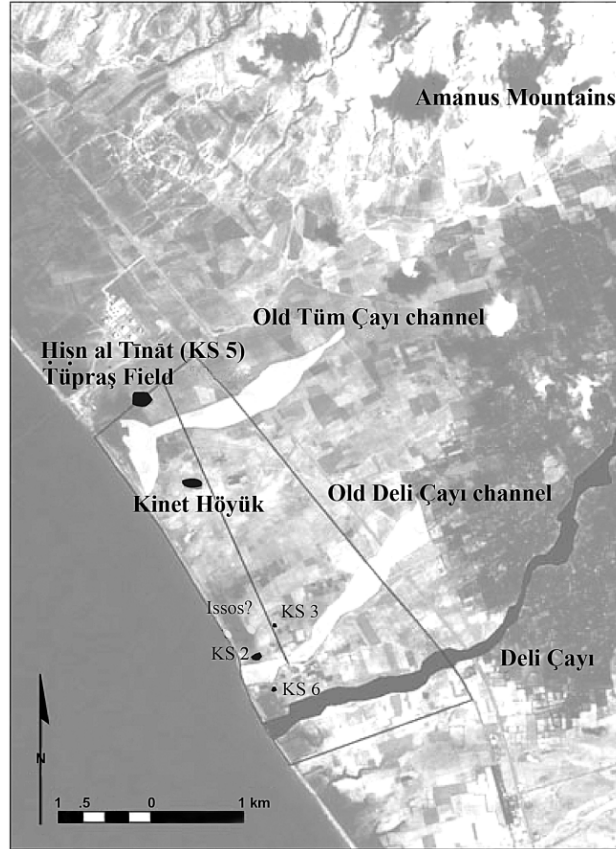 Amanus Mountains
Old Tüm Çayı channel
Ḥiṣn al Tīnāt (KS 5)
Tüpraş Field
Kinet Höyük
Old Deli Çayı channel
Issos?
KS 3
KS 2
Deli Çayı
KS 6
N
1 .5 0 1 km